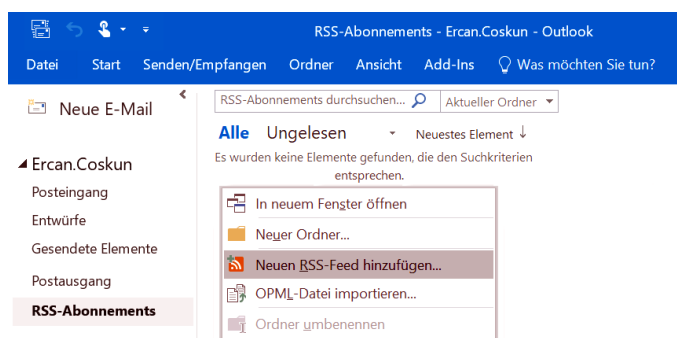 RSS-Abonnements - Ercan.Coskun - Outlook
Datei Start Senden/Empfangen Ordner Ansicht Add-Ins Was möchten Sie tun?
Neue E-Mail
Ercan.Coskun
Posteingang
Entwürfe
Gesendete Elemente
Postausgang
RSS-Abonnements
RSS-Abonnements durchsuchen... Aktueller Ordner
Alle Ungelesen Neuestes Element ↓
Es wurden keine Elemente gefunden, die den Suchkriterien
entsprechen.
In neuem Fenster öffnen
Neuer Ordner...
Neuen RSS-Feed hinzufügen...
OPML-Datei importieren...
Ordner umbenennen